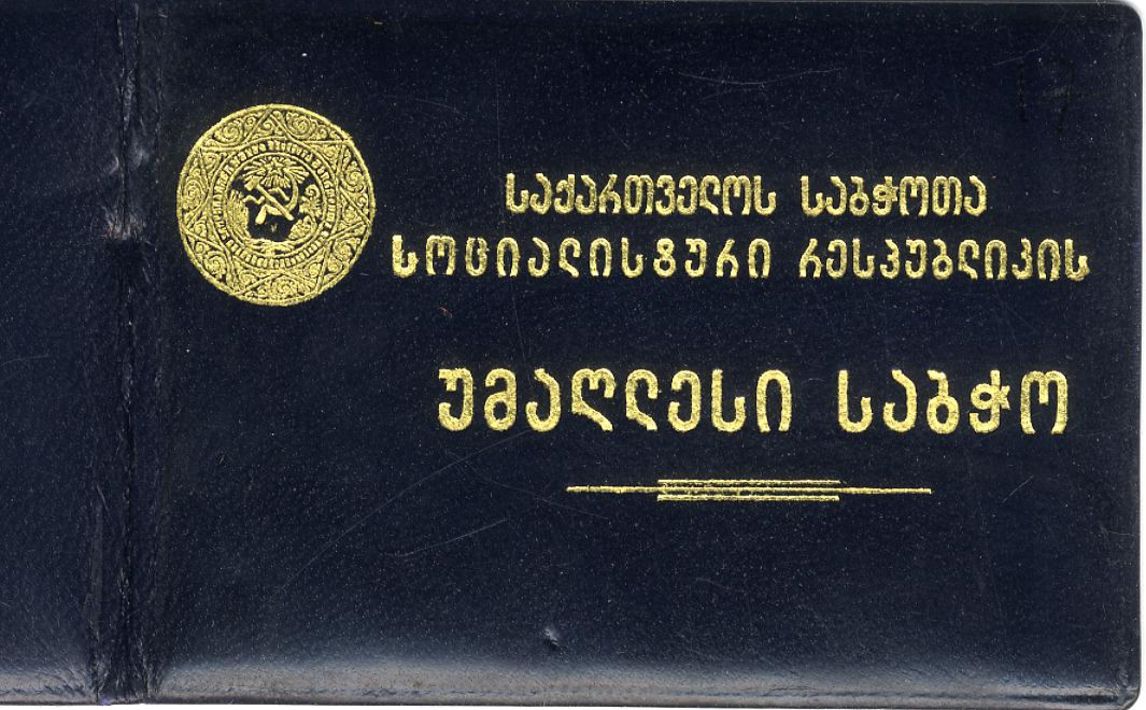 საქართველოს საბჭოთა
სოციალისტური რესპუბლიკის
უმაღლესი საბჭო